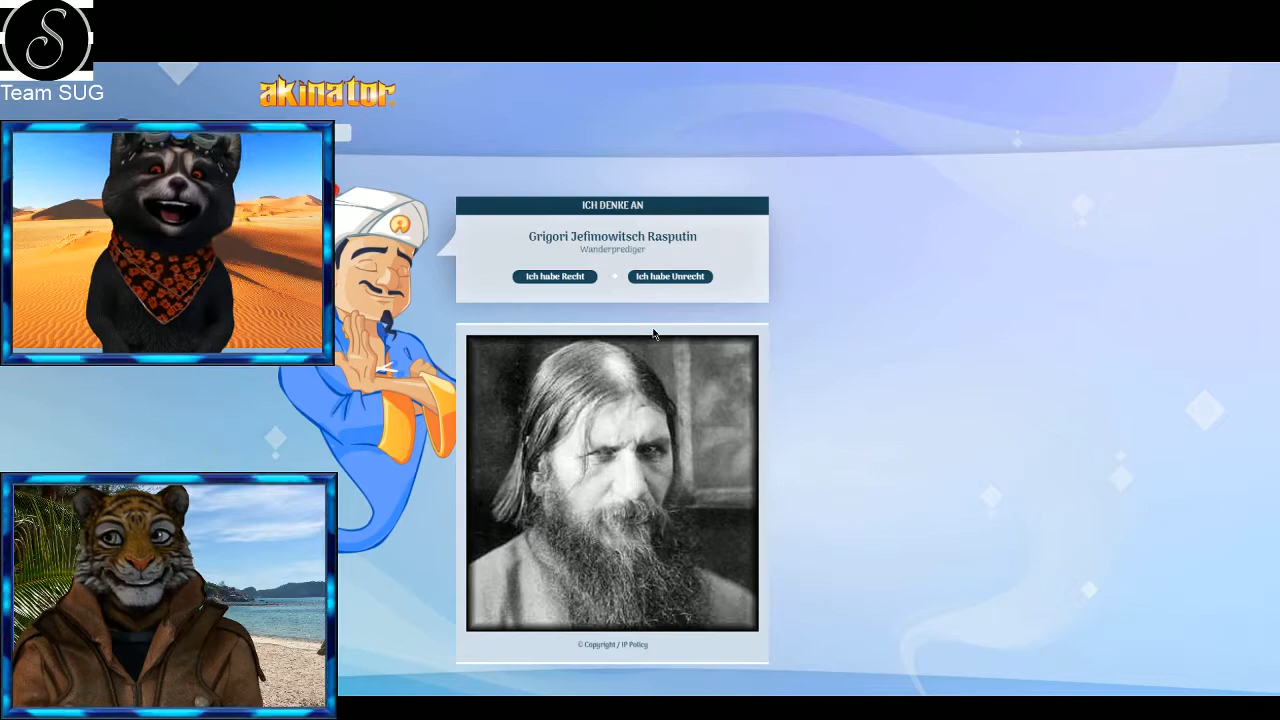 S
Team SUG
akinator
ICH DENKE AN
Grigori Jefimowitsch Rasputin
Wanderprediger
Ich habe Recht
Ich habe Unrecht
© Copyright / IP Policy